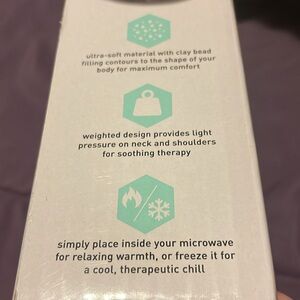 ultra-soft material with clay bead
filling contours to the shape of your
body for maximum comfort
weighted design provides light
pressure on neck and shoulders
for soothing therapy
simply place inside your microwave
for relaxing warmth, or freeze it for
a cool, therapeutic chill